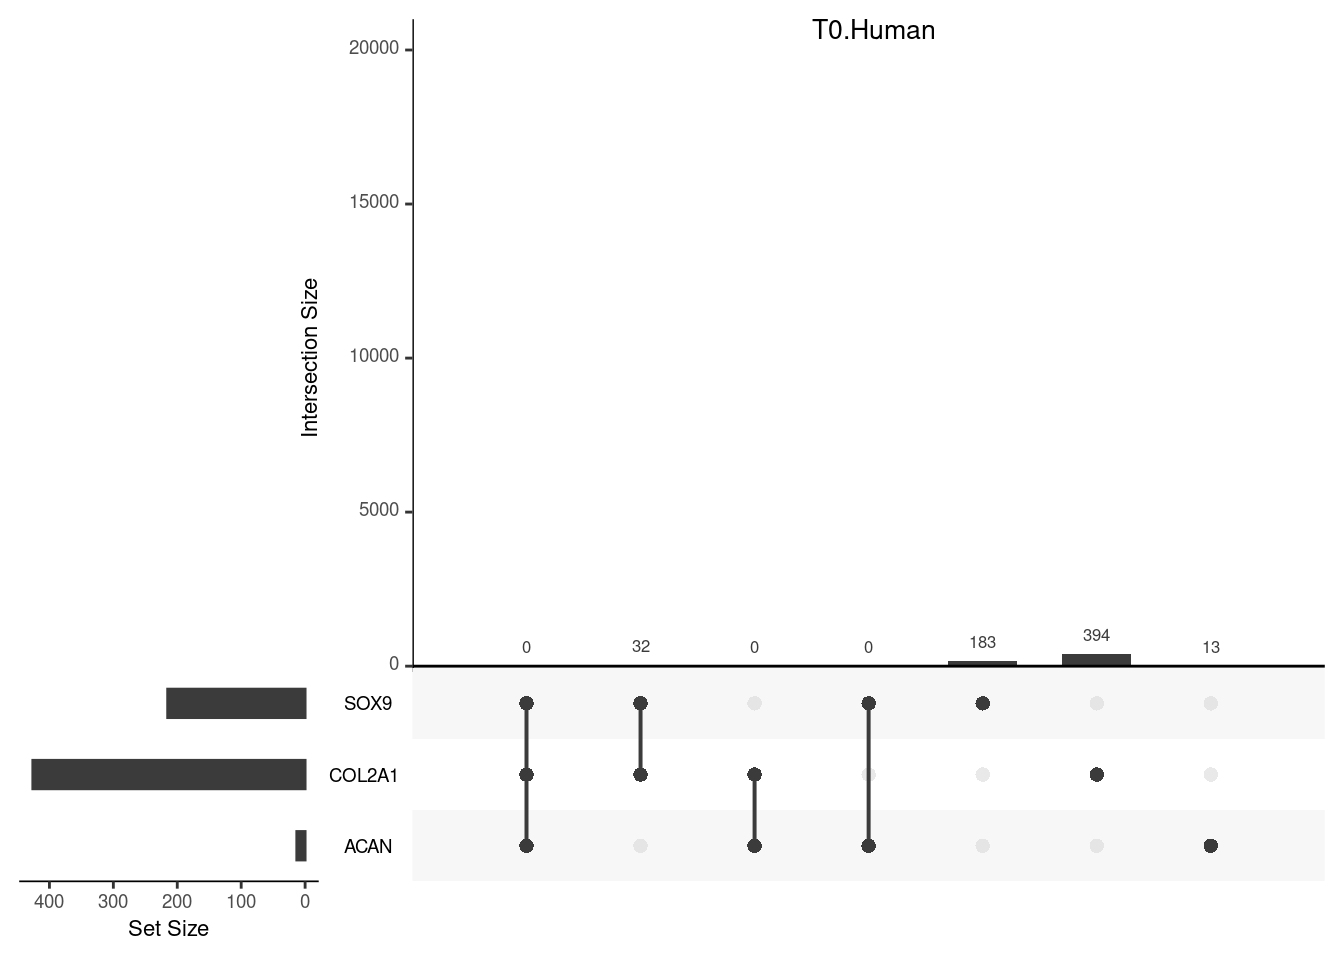 T0.Human
20000
15000
10000
5000
0
Intersection Size
0 32 0 0 183 394 13
SOX9
COL2A1
ACAN
400 300 200 100 0
Set Size